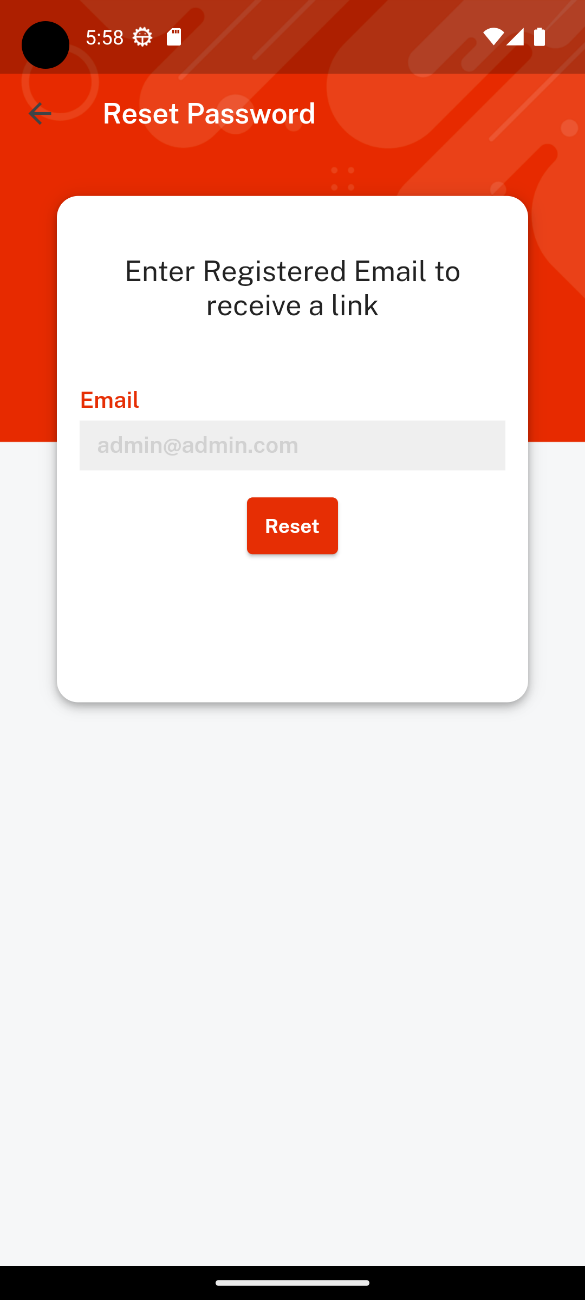 5:58
Reset Password
Enter Registered Email to
receive a link
Email
admin@admin.com
Reset